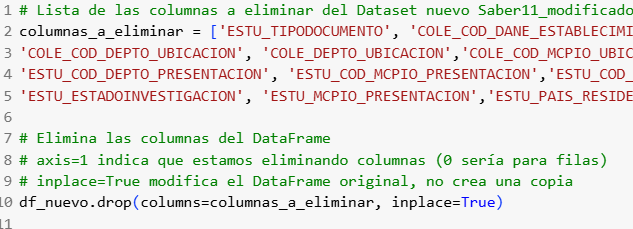 1 # Lista de las columnas a eliminar del Dataset nuevo Saber11_modificado
2 columnas_a_eliminar = ['ESTU_TIPODOCUMENTO', 'COLE_COD_DANE_ESTABLECIMI
3 'COLE_COD_DEPTO_UBICACION', 'COLE_DEPTO_UBICACION','COLE_COD_MCPIO_UBIC
4 'ESTU_COD_DEPTO_PRESENTACION', 'ESTU_COD_MCPIO_PRESENTACION','ESTU_COD_
5 'ESTU_ESTADOINVESTIGACION', 'ESTU_MCPIO_PRESENTACION','ESTU_PAIS_RESIDE
6
7 # Elimina las columnas del DataFrame
8 # axis=1 indica que estamos eliminando columnas (0 sería para filas)
9 # inplace=True modifica el DataFrame original, no crea una copia
10 df_nuevo.drop(columns=columnas_a_eliminar, inplace=True)
11